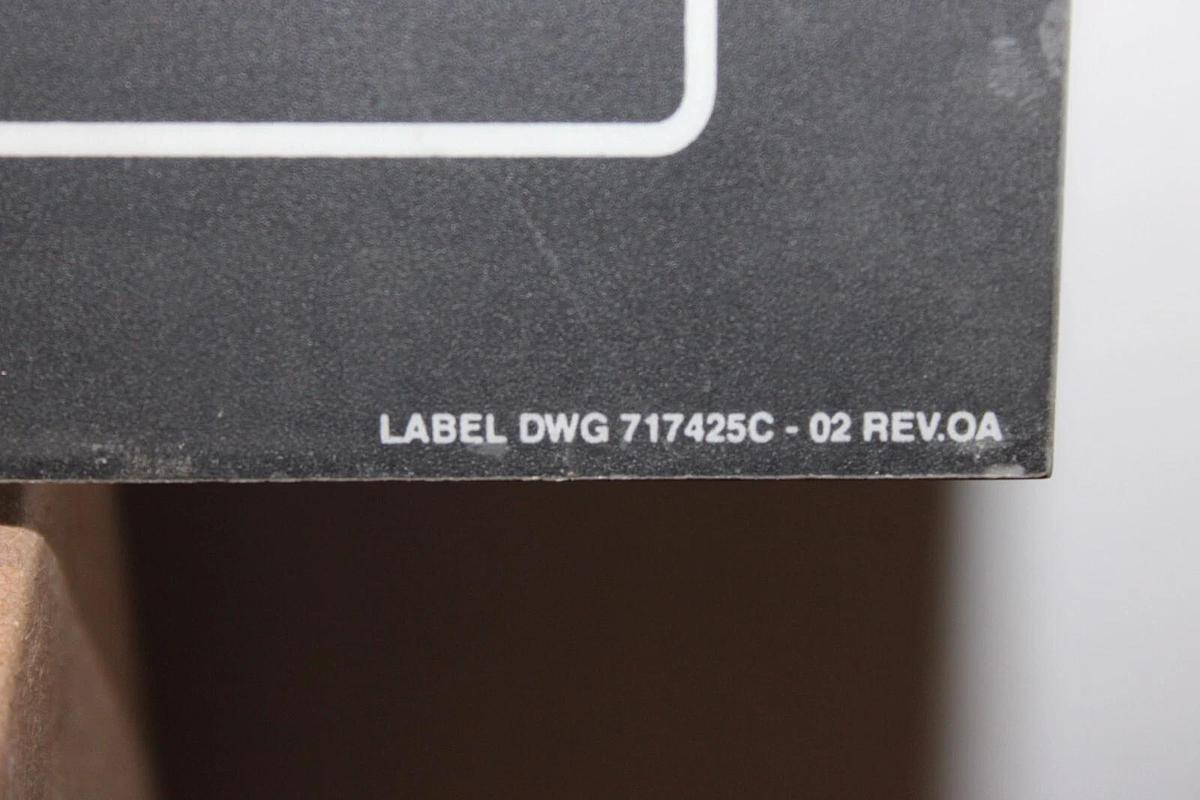 LABEL DWG 717425C - 02 REV.OA